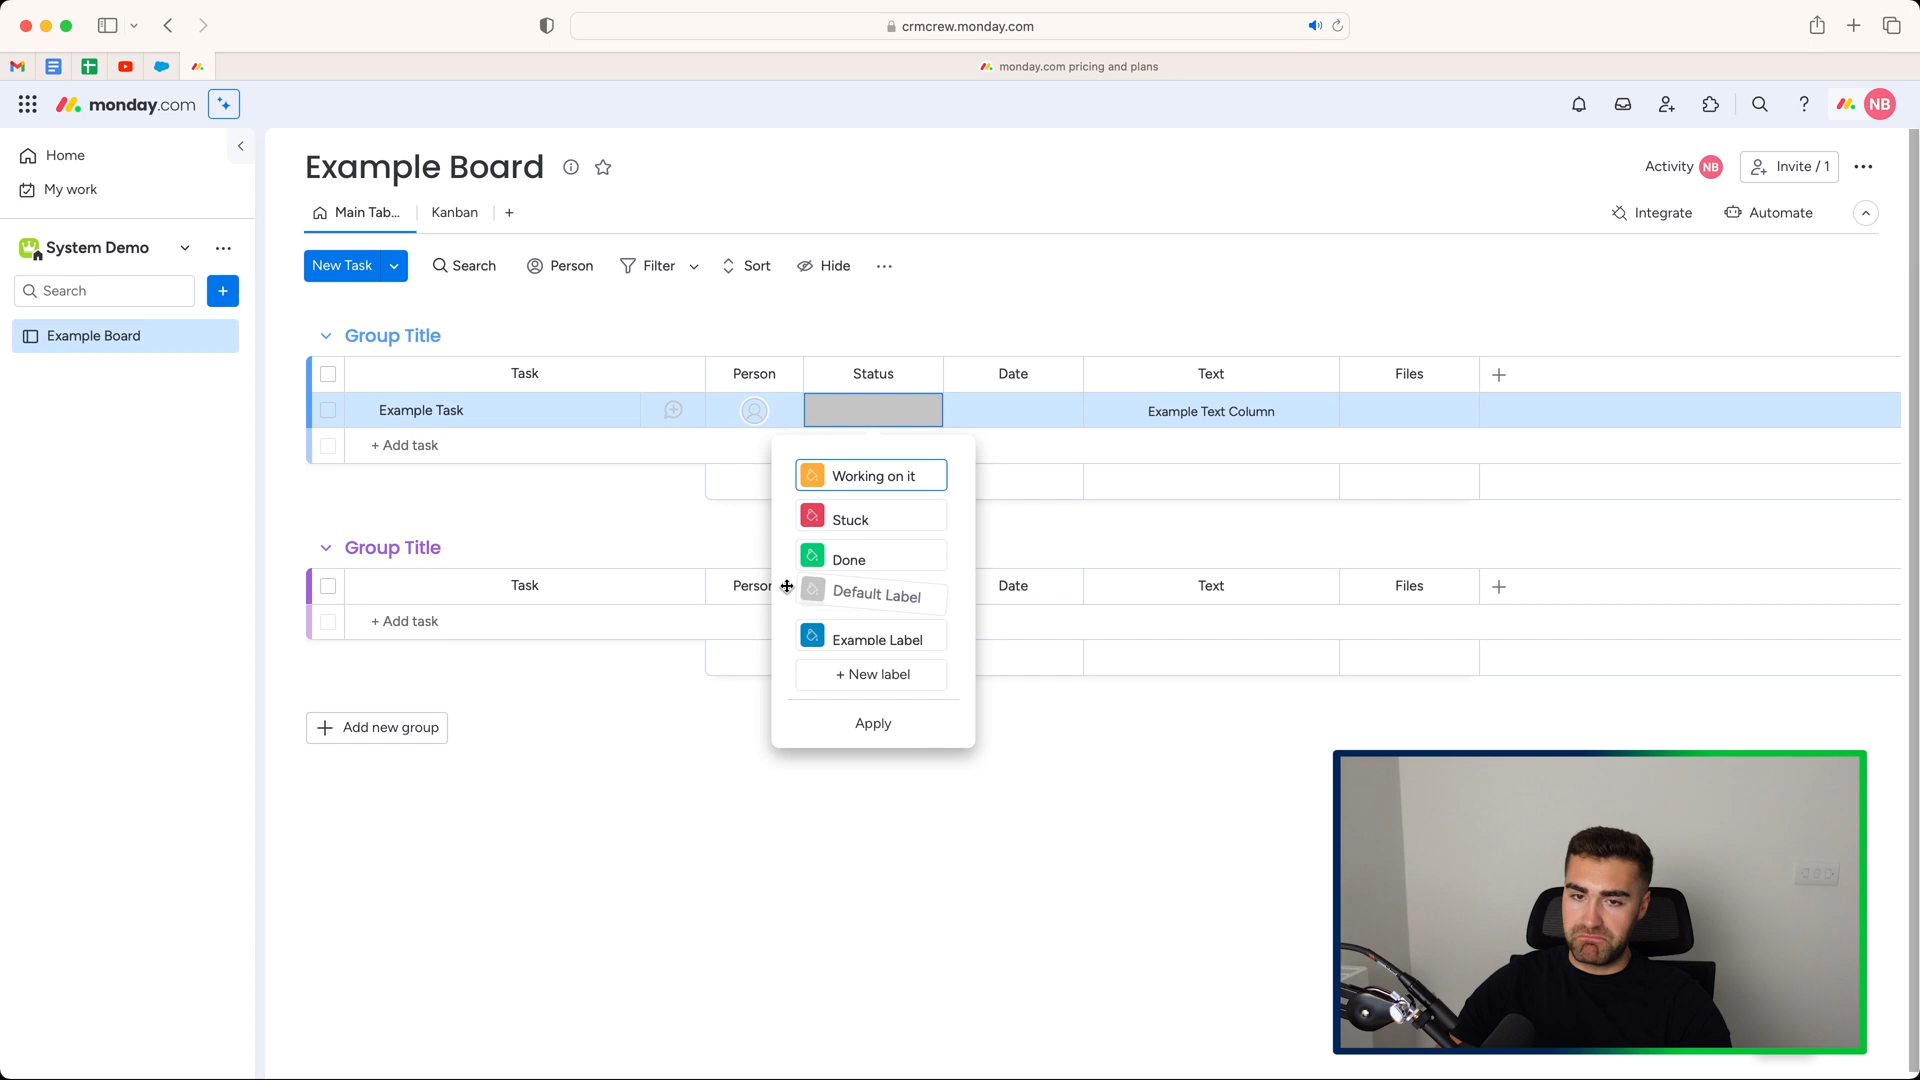 crmcrew.monday.com
monday.com pricing and plans
monday.com
NB
Home
My work
System Demo
Search
Example Board
Example Board
Activity NB
Invite / 1
Main Tab...
Kanban
Integrate
Automate
New Task
Search
Person
Filter
Sort
Hide
Group Title
Task Person Status Date Text Files
Example Task
Example Text Column
+ Add task
Working on it
Stuck
Done
Default Label
Example Label
+ New label
Apply
Group Title
Task Person Date Text Files
+ Add task
Add new group